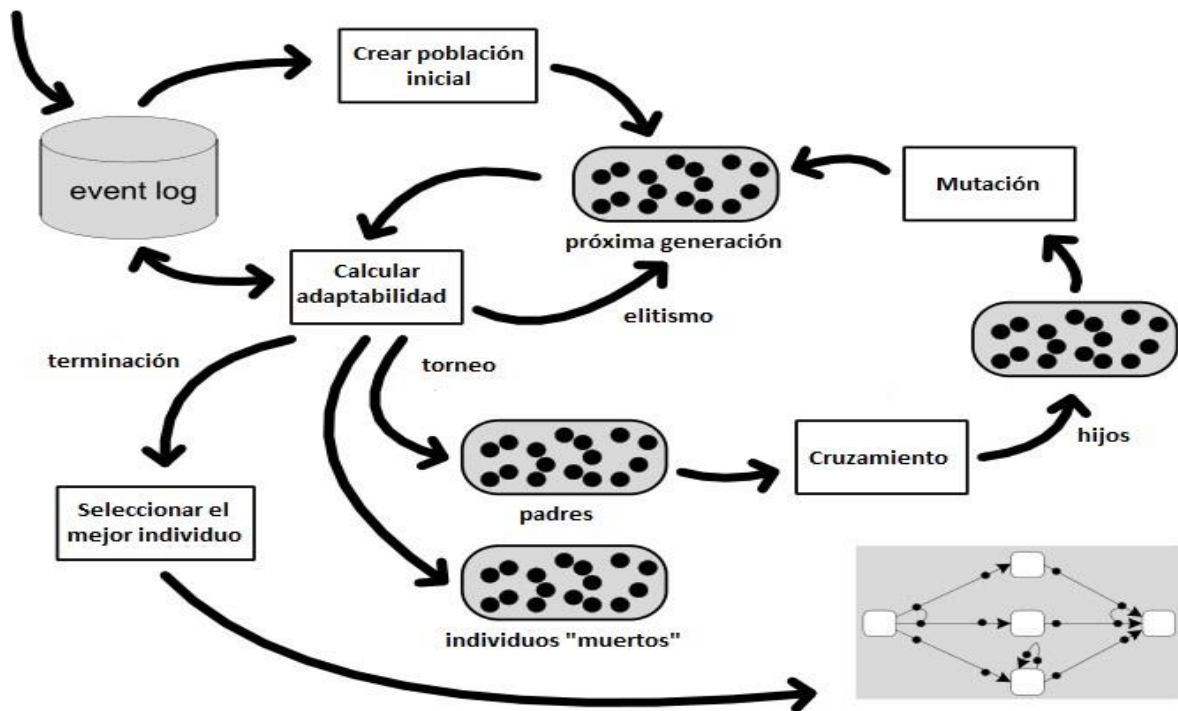 Crear población
inicial
event log
Mutación
próxima generación
Calcular
adaptabilidad
elitismo
terminación
torneo
hijos
Cruzamiento
padres
Seleccionar el
mejor individuo
individuos "muertos"